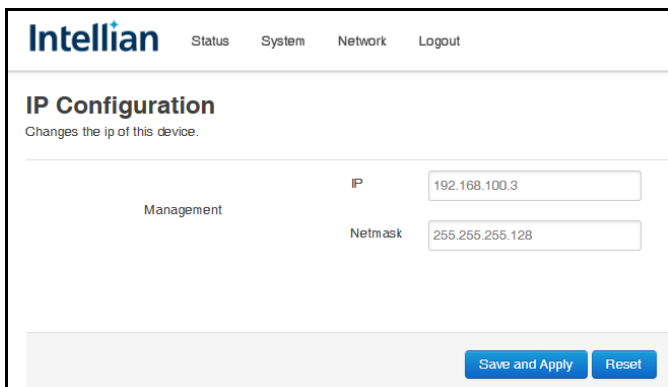 Intellian Status System Network Logout
IP Configuration
Changes the ip of this device.
IP 192.168.100.3
Management
Netmask 255.255.255.128
Save and Apply Reset